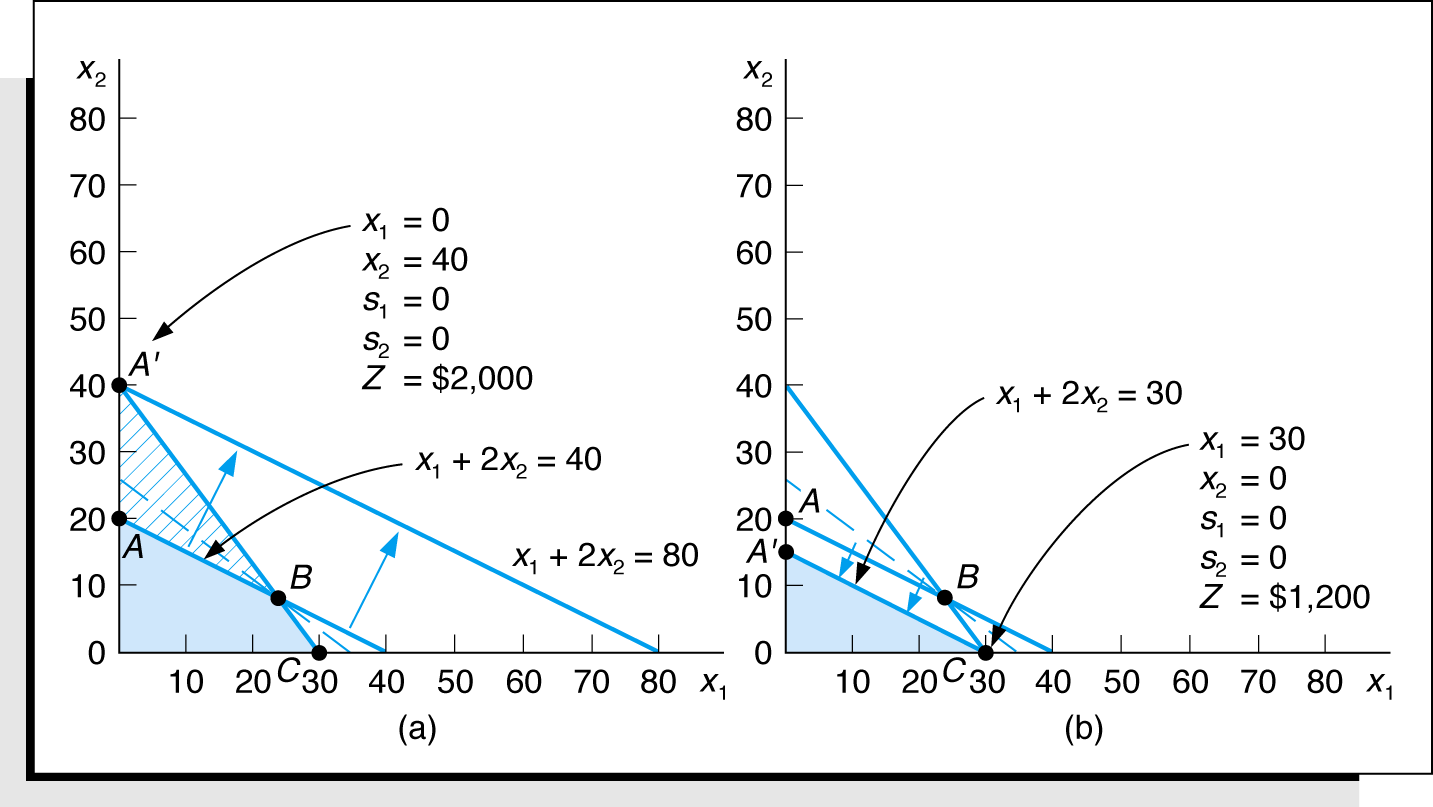 x₂
80
70
60
50
40
30
20
10
0
A'
A
B
C
x₁ = 0
x₂ = 40
s₁ = 0
s₂ = 0
Z = $2,000
x₁ + 2x₂ = 40
x₁ + 2x₂ = 80
10 20 30 40 50 60 70 80 x₁
(a)
x₂
80
70
60
50
40
30
20
10
0
A
A'
B
C
x₁ + 2x₂ = 30
x₁ = 30
x₂ = 0
s₁ = 0
s₂ = 0
Z = $1,200
10 20 30 40 50 60 70 80 x₁
(b)